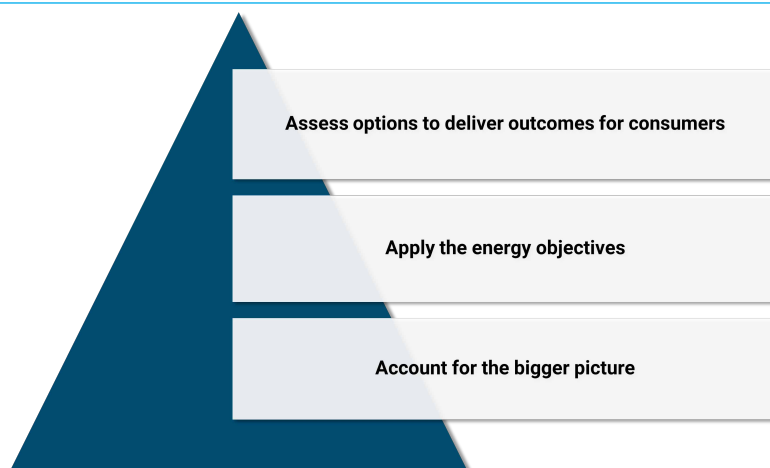 Assess options to deliver outcomes for consumers
Apply the energy objectives
Account for the bigger picture